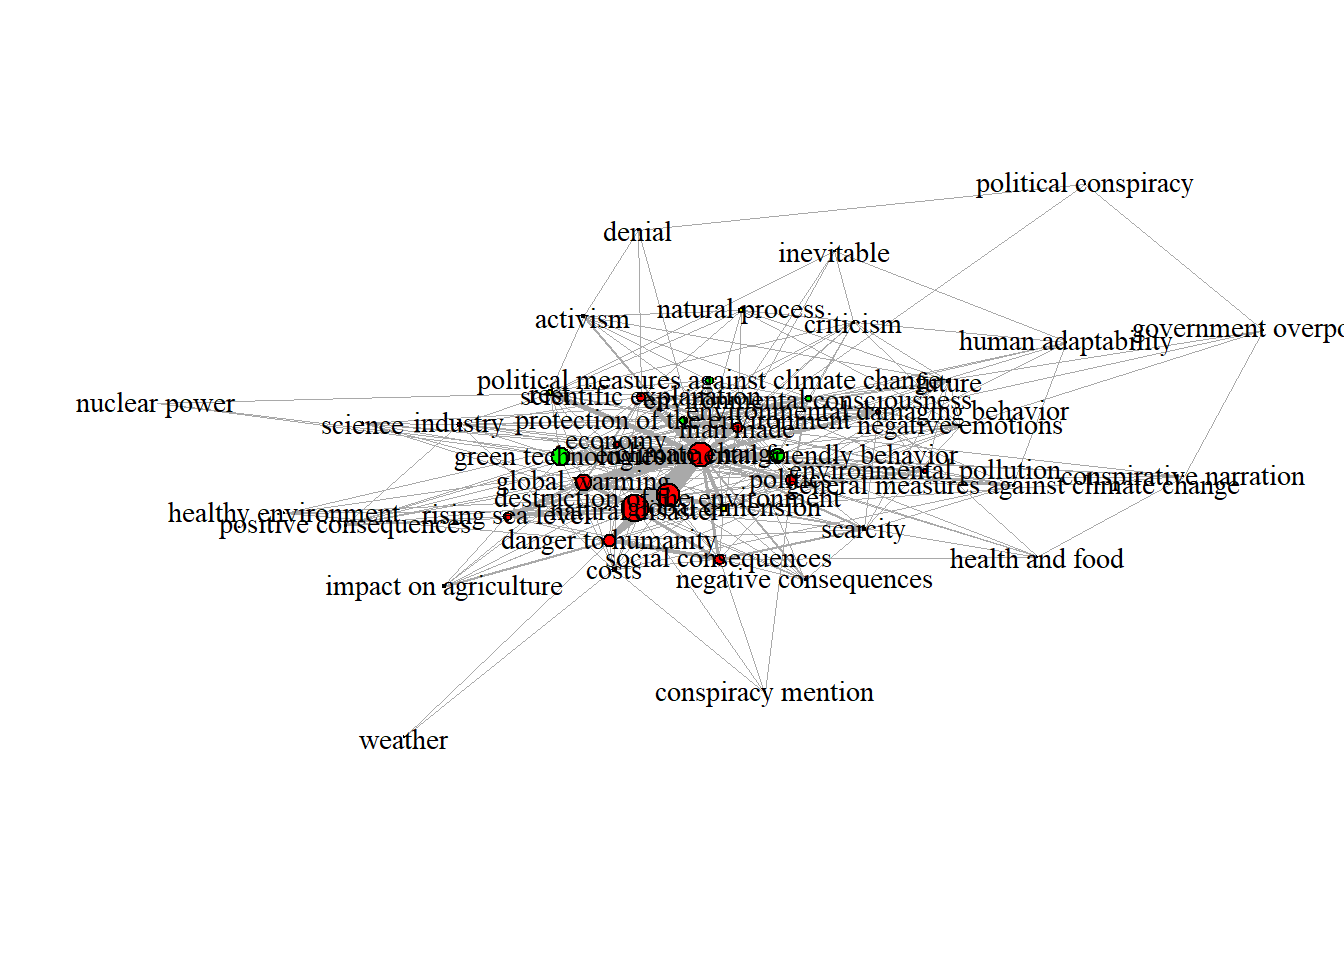 political conspiracy
denial
inevitable
natural process
activism
criticism
government overpo
human adaptability
political measures against climate change
future
scientific explanation
environmental consciousness
nuclear power
environmental damaging behavior
protection of the environment
science
industry
man made
negative emotions
economy
green technologies
climate change
environmental friendly behavior
environmental pollution
conspirative narration
politics
global warming
general measures against climate change
destruction of the environment
healthy environment
natural disaster
global dimension
positive consequences
rising sea level
scarcity
danger to humanity
social consequences
health and food
costs
negative consequences
impact on agriculture
conspiracy mention
weather